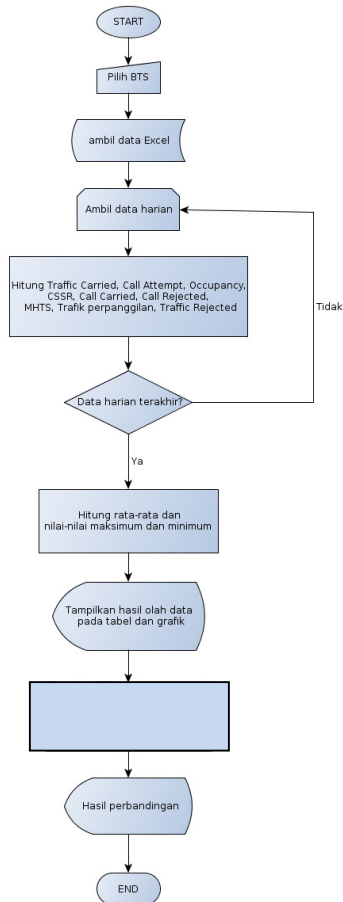 START
Pilih BTS
ambil data Excel
Ambil data harian
Hitung Traffic Carried, Call Attempt, Occupancy,
CSSR, Call Carried, Call Rejected,
MHTS, Trafik perpanggilan, Traffic Rejected
Tidak
Data harian terakhir?
Ya
Hitung rata-rata dan
nilai-nilai maksimum dan minimum
Tampilkan hasil olah data
pada tabel dan grafik
Hasil perbandingan
END